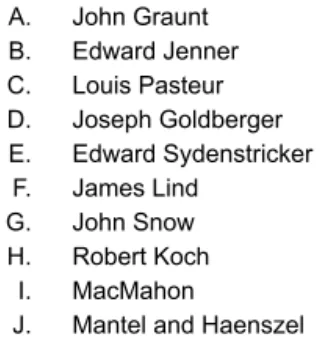 A. John Graunt
B. Edward Jenner
C. Louis Pasteur
D. Joseph Goldberger
E. Edward Sydenstricker
F. James Lind
G. John Snow
H. Robert Koch
I. MacMahon
J. Mantel and Haenszel